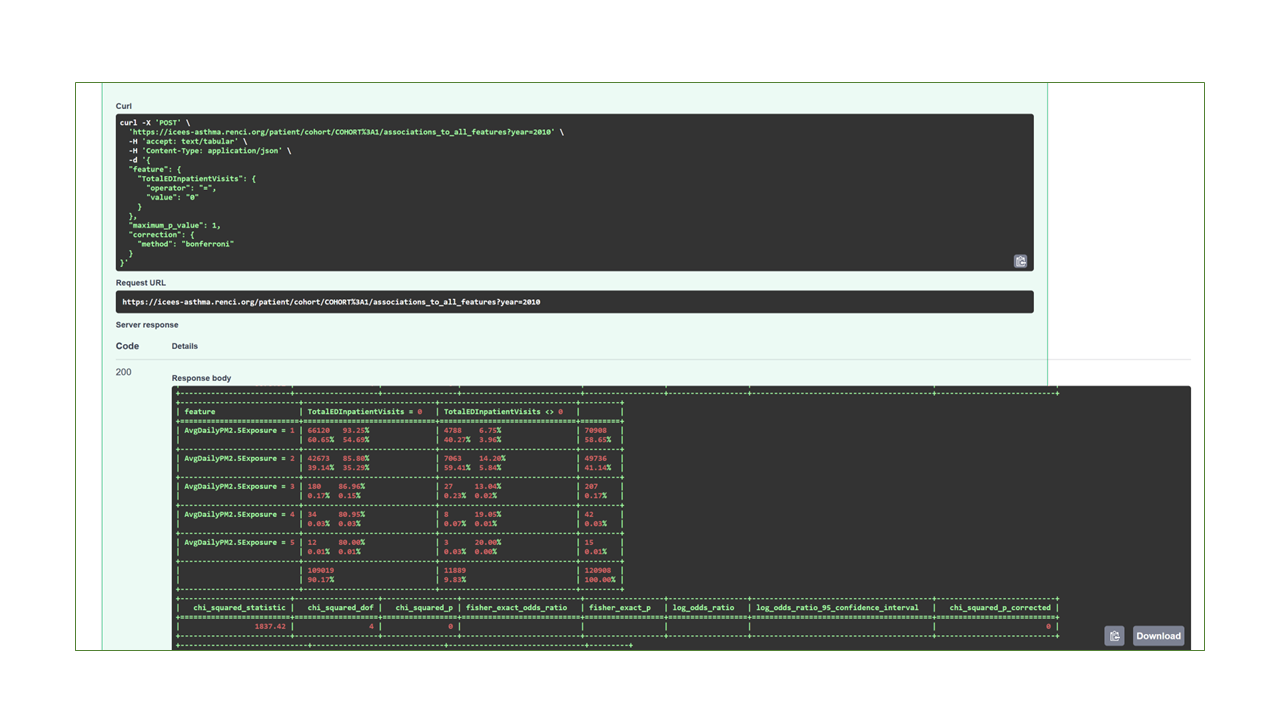 Curl
curl -X 'POST' \
'https://icees-asthma.renci.org/patient/cohort/COHORT%3A1/associations_to_all_features?year=2010' \
-H 'accept: text/tabular' \
-H 'Content-Type: application/json' \
-d '{
"feature": {
"TotalEDInpatientVisits": {
"operator": "=",
"value": "0"
}
},
"maximum_p_value": 1,
"correction": {
"method": "bonferroni"
}
}'
Request URL
https://icees-asthma.renci.org/patient/cohort/COHORT%3A1/associations_to_all_features?year=2010
Server response
Code Details
200
Response body
| feature | TotalEDInpatientVisits = 0 | TotalEDInpatientVisits <> 0 | |
| AvgDailyPM2.5Exposure = 1 | 66120 93.25% | 4788 6.75% | 70908 |
| | 60.65% 54.69% | 40.27% 3.96% | 58.65% |
| AvgDailyPM2.5Exposure = 2 | 42673 85.80% | 7063 14.20% | 49736 |
| | 39.14% 35.29% | 59.41% 5.84% | 41.14% |
| AvgDailyPM2.5Exposure = 3 | 180 86.96% | 27 13.04% | 207 |
| | 0.17% 0.15% | 0.23% 0.02% | 0.17% |
| AvgDailyPM2.5Exposure = 4 | 34 80.95% | 8 19.05% | 42 |
| | 0.03% 0.03% | 0.07% 0.01% | 0.03% |
| AvgDailyPM2.5Exposure = 5 | 12 80.00% | 3 20.00% | 15 |
| | 0.01% 0.01% | 0.03% 0.00% | 0.01% |
| | 109019 | 11889 | 120908 |
| | 90.17% | 9.83% | 100.00% |
| chi_squared_statistic | chi_squared_dof | chi_squared_p | fisher_exact_odds_ratio | fisher_exact_p | log_odds_ratio | log_odds_ratio_95_confidence_interval | chi_squared_p_corrected |
| 1837.42 | 4 | 0 | | | | | 0 |
Download